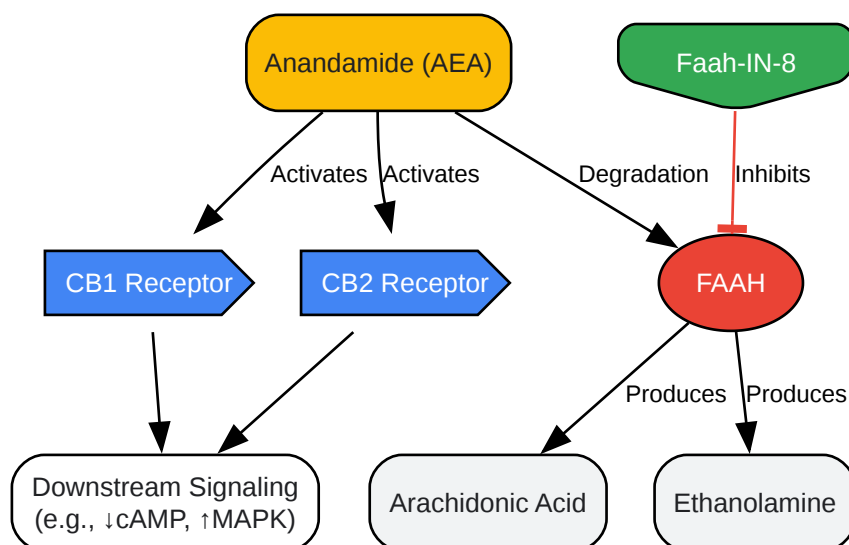 Anandamide (AEA)
Faah-IN-8
Activates
Activates
Degradation
Inhibits
CB1 Receptor
CB2 Receptor
FAAH
Produces
Produces
Downstream Signaling
(e.g., ↓cAMP, ↑MAPK)
Arachidonic Acid
Ethanolamine